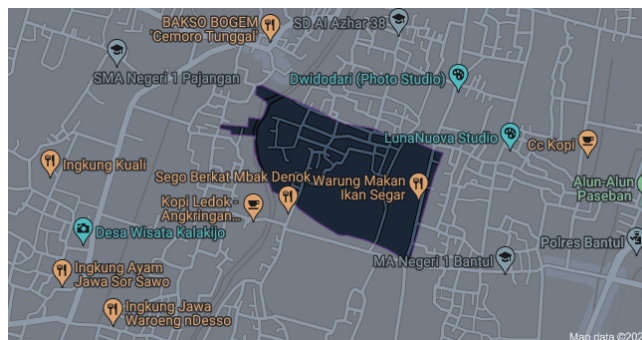 BAKSO BOGEM
'Cemoro Tunggal'
SD Al Azhar 38
SMA Negeri 1 Pajangan
Dwidodari (Photo Studio)
LunaNuova Studio
Cc Kopi
Ingkung Kuali
Sego Berkat Mbak Denok
Warung Makan
Ikan Segar
Alun-Alun
Paseban
Kopi Ledok -
Angkringan...
Desa Wisata Kalakijo
Polres Bantul
MA Negeri 1 Bantul
Ingkung Ayam
Jawa Sor Sawo
Ingkung Jawa
Waroeng nDesso
Map data ©202